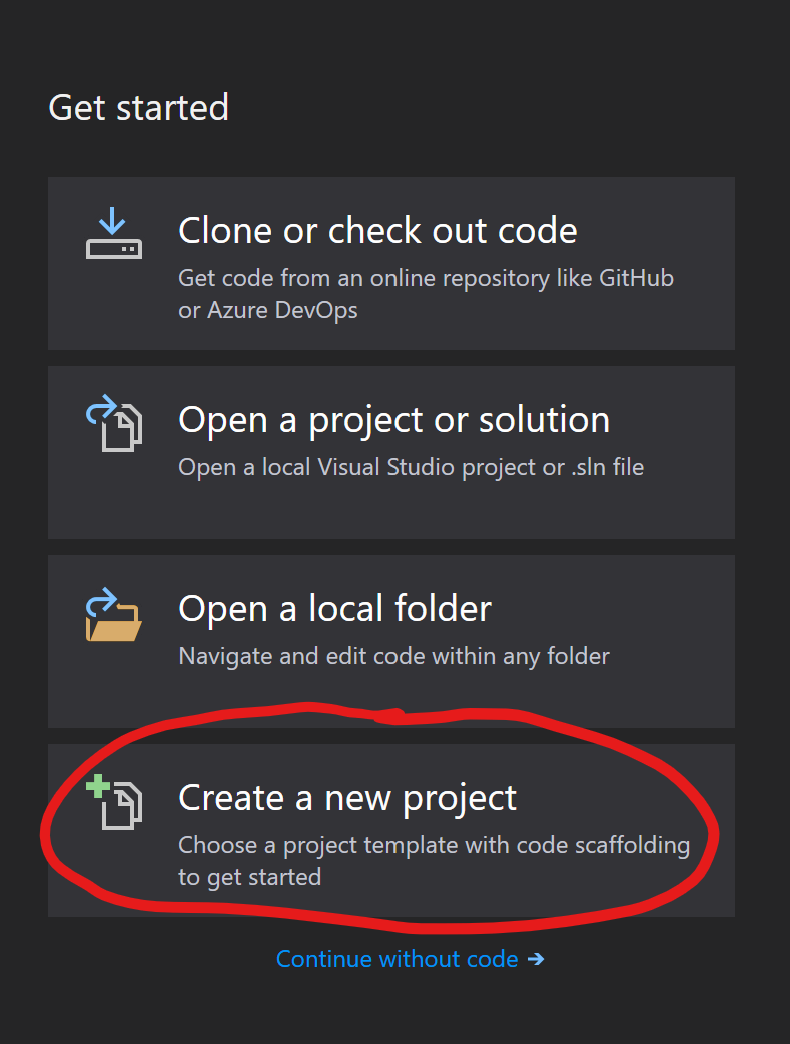 Get started
Clone or check out code
Get code from an online repository like GitHub
or Azure DevOps
Open a project or solution
Open a local Visual Studio project or .sln file
Open a local folder
Navigate and edit code within any folder
Create a new project
Choose a project template with code scaffolding
to get started
Continue without code →